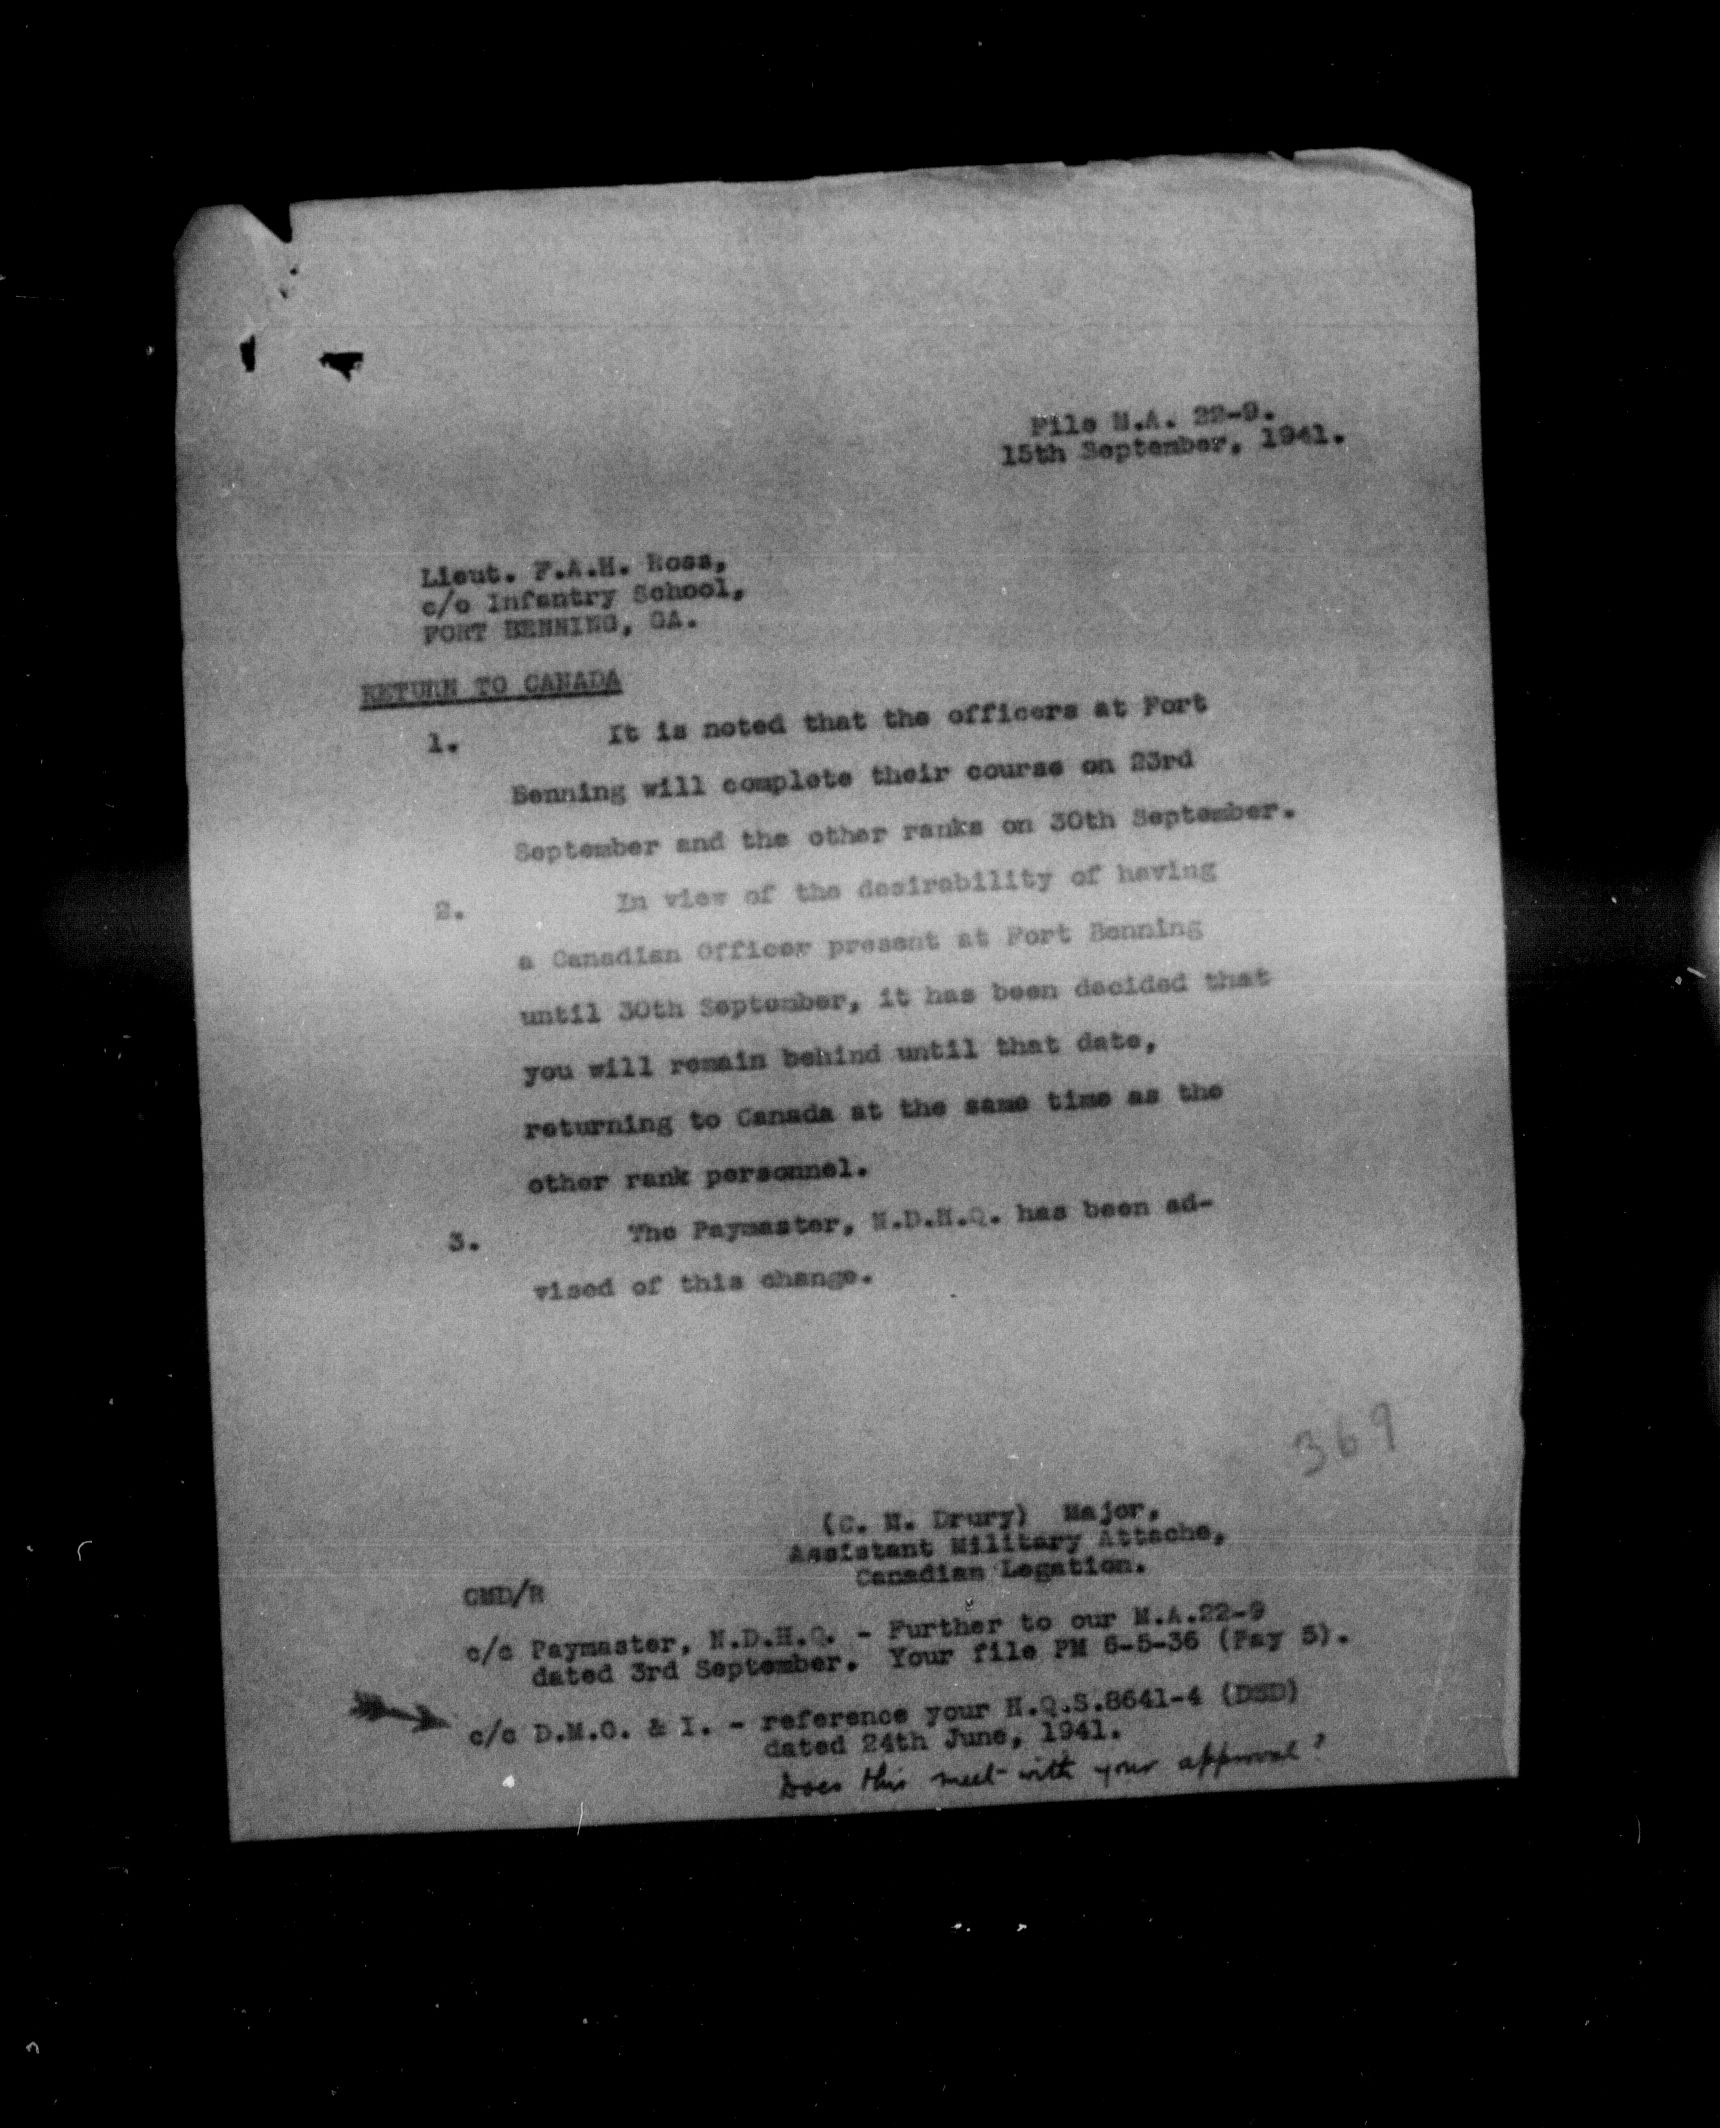 File M.A. 22-9.
15th September, 1941.
Lieut. F.A.H. Ross,
c/o Infantry School,
FORT BENNING, GA.
RETURN TO CANADA
1. It is noted that the officers at Fort
Benning will complete their course on 23rd
September and the other ranks on 30th September.
2. In view of the desirability of having
a Canadian Officer present at Fort Benning
until 30th September, it has been decided that
you will remain behind until that date,
returning to Canada at the same time as the
other rank personnel.
3. The Paymaster, N.D.H.Q. has been ad-
vised of this change.
369
(C. M. Drury) Major,
Assistant Military Attache,
Canadian Legation.
CMD/R
c/c Paymaster, N.D.H.Q. - Further to our M.A.22-9
dated 3rd September. Your file PM 6-5-36 (Pay 5).
c/c D.M.O. & I. - reference your H.Q.S.8641-4 (DSD)
dated 24th June, 1941.
Does this meet with your approval?